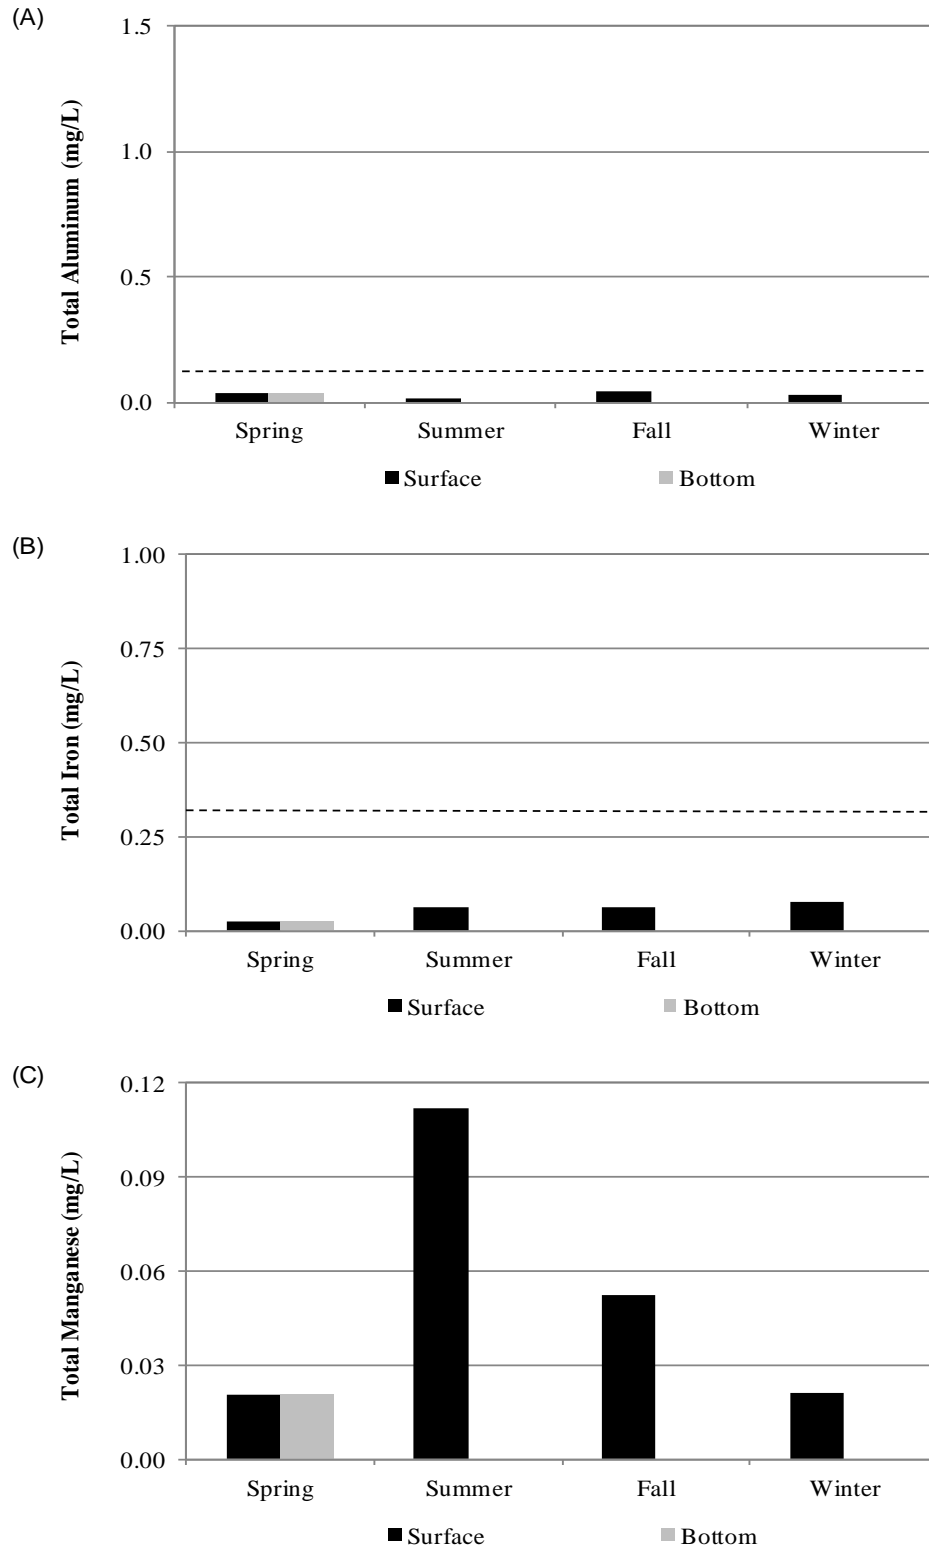 (A)
Total Aluminum (mg/L)
1.5
1.0
0.5
0.0
Spring Summer Fall Winter
Surface Bottom
(B)
Total Iron (mg/L)
1.00
0.75
0.50
0.25
0.00
Spring Summer Fall Winter
Surface Bottom
(C)
Total Manganese (mg/L)
0.12
0.09
0.06
0.03
0.00
Spring Summer Fall Winter
Surface Bottom